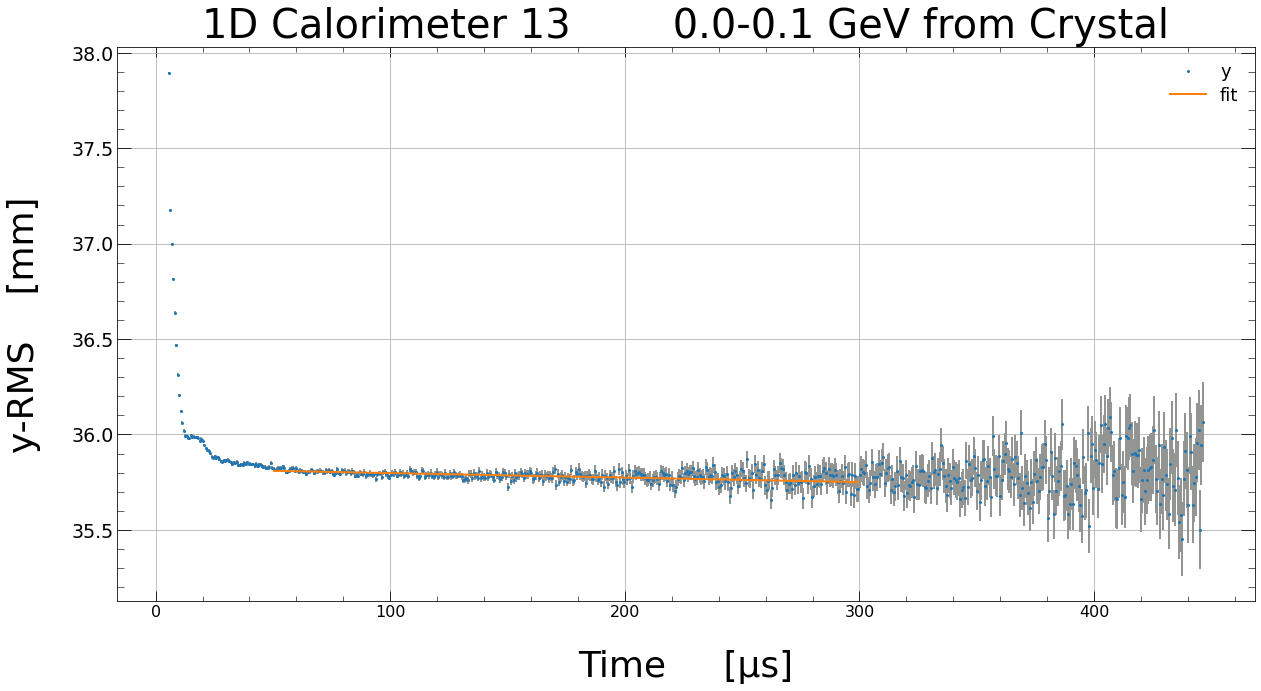 1D Calorimeter 13 0.0-0.1 GeV from Crystal
y
fit
38.0
37.5
37.0
36.5
36.0
35.5
y-RMS [mm]
0 100 200 300 400
Time [μs]